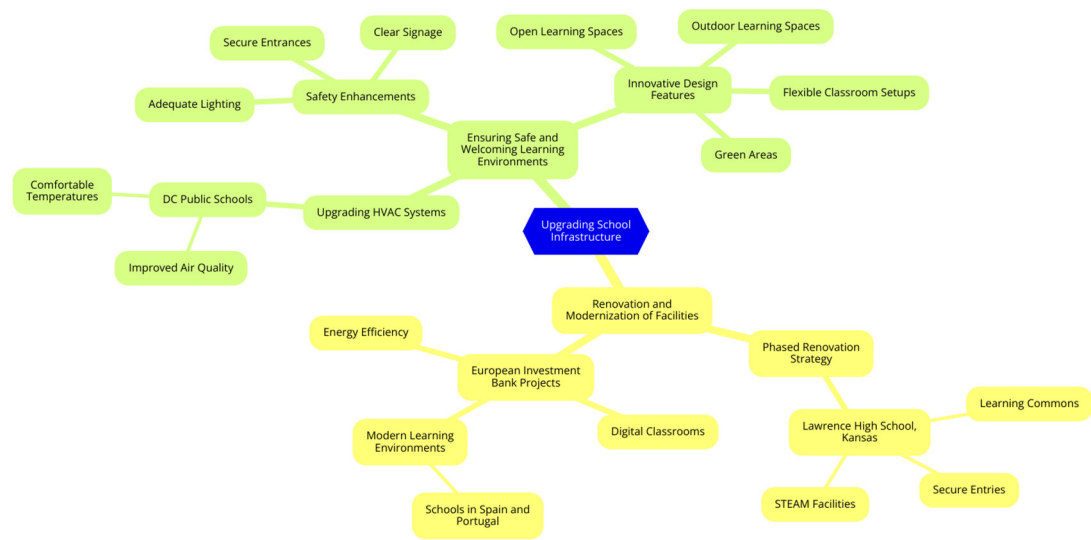 Clear Signage
Secure Entrances
Adequate Lighting
Safety Enhancements
Open Learning Spaces
Outdoor Learning Spaces
Innovative Design
Features
Flexible Classroom Setups
Green Areas
Ensuring Safe and
Welcoming Learning
Environments
Comfortable
Temperatures
DC Public Schools
Upgrading HVAC Systems
Improved Air Quality
Upgrading School
Infrastructure
Renovation and
Modernization of Facilities
Energy Efficiency
European Investment
Bank Projects
Modern Learning
Environments
Digital Classrooms
Schools in Spain and
Portugal
Phased Renovation
Strategy
Lawrence High School,
Kansas
Learning Commons
STEAM Facilities
Secure Entries